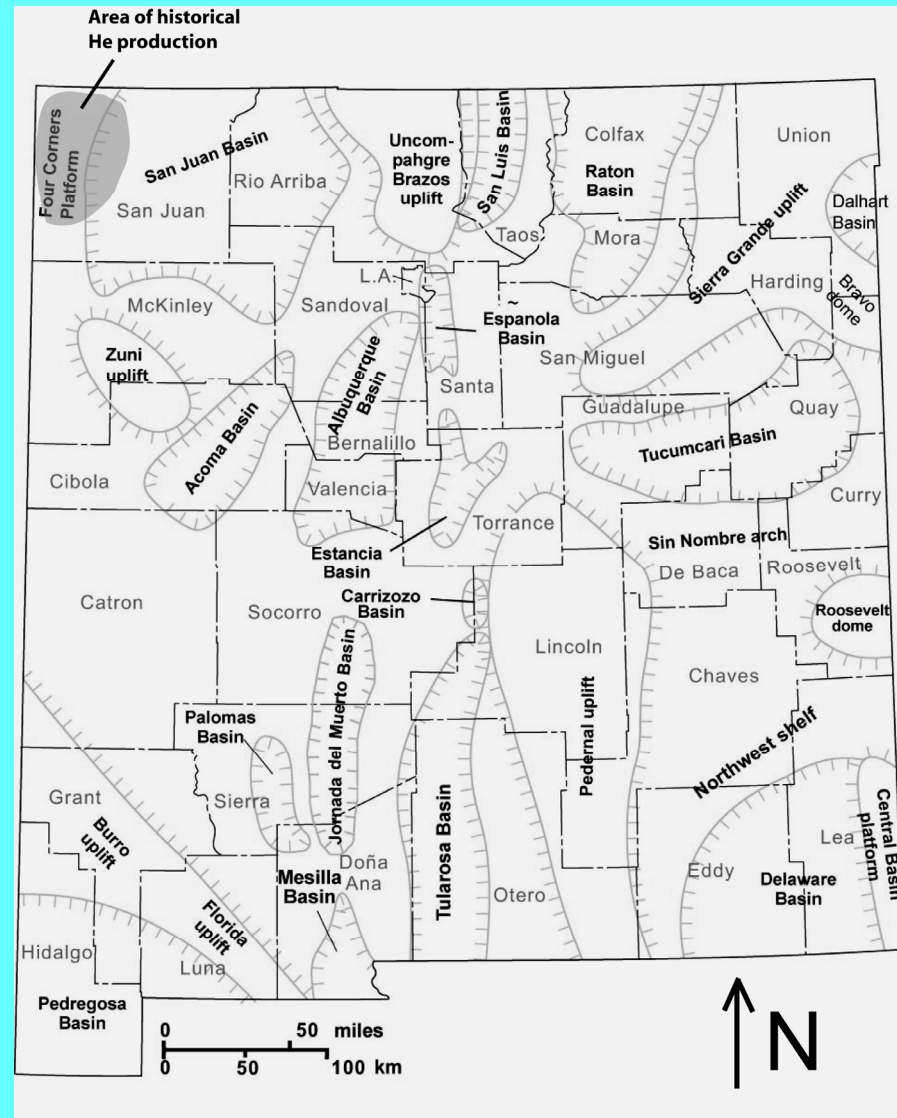 Area of historical
He production
Four Corners
Platform
San Juan Basin
San Juan
Rio Arriba
Uncom-
pahgre
Brazos
uplift
San Luis Basin
Taos
Colfax
Raton
Basin
Mora
Union
Sierra Grande uplift
Dalhart
Basin
Harding
Bravo
dome
L.A.
McKinley
Sandoval
Zuni
uplift
Albuquerque
Basin
Española
Basin
San Miguel
Santa
Acoma Basin
Bernalillo
Guadalupe
Quay
Tucumcari Basin
Cibola
Valencia
Torrance
Curry
Estancia
Basin
Sin Nombre arch
De Baca
Roosevelt
Catron
Socorro
Carrizozo
Basin
Roosevelt
dome
Lincoln
Chaves
Jornada del Muerto Basin
Palomas
Basin
Pedernal uplift
Northwest shelf
Grant
Sierra
Burro
uplift
Tularosa Basin
Central Basin
platform
Lea
Doña
Ana
Mesilla
Basin
Otero
Eddy
Delaware
Basin
Florida
uplift
Hidalgo
Luna
Pedregosa
Basin
0 50 miles
0 50 100 km
N